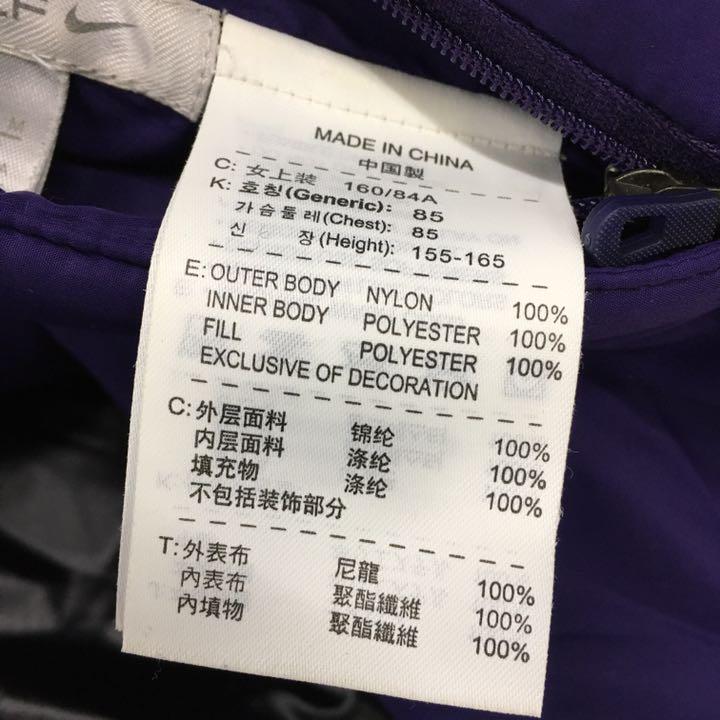 LF
M
MADE IN CHINA
中国製
C: 女上装 160/84A
K: 호칭(Generic): 85
가슴둘레(Chest): 85
신 장(Height): 155-165
E: OUTER BODY NYLON 100%
INNER BODY POLYESTER 100%
FILL POLYESTER 100%
EXCLUSIVE OF DECORATION
C: 外层面料 锦纶 100%
内层面料 涤纶 100%
填充物 涤纶 100%
不包括装饰部分
T: 外表布 尼龍 100%
內表布 聚酯纖維 100%
內填物 聚酯纖維 100%